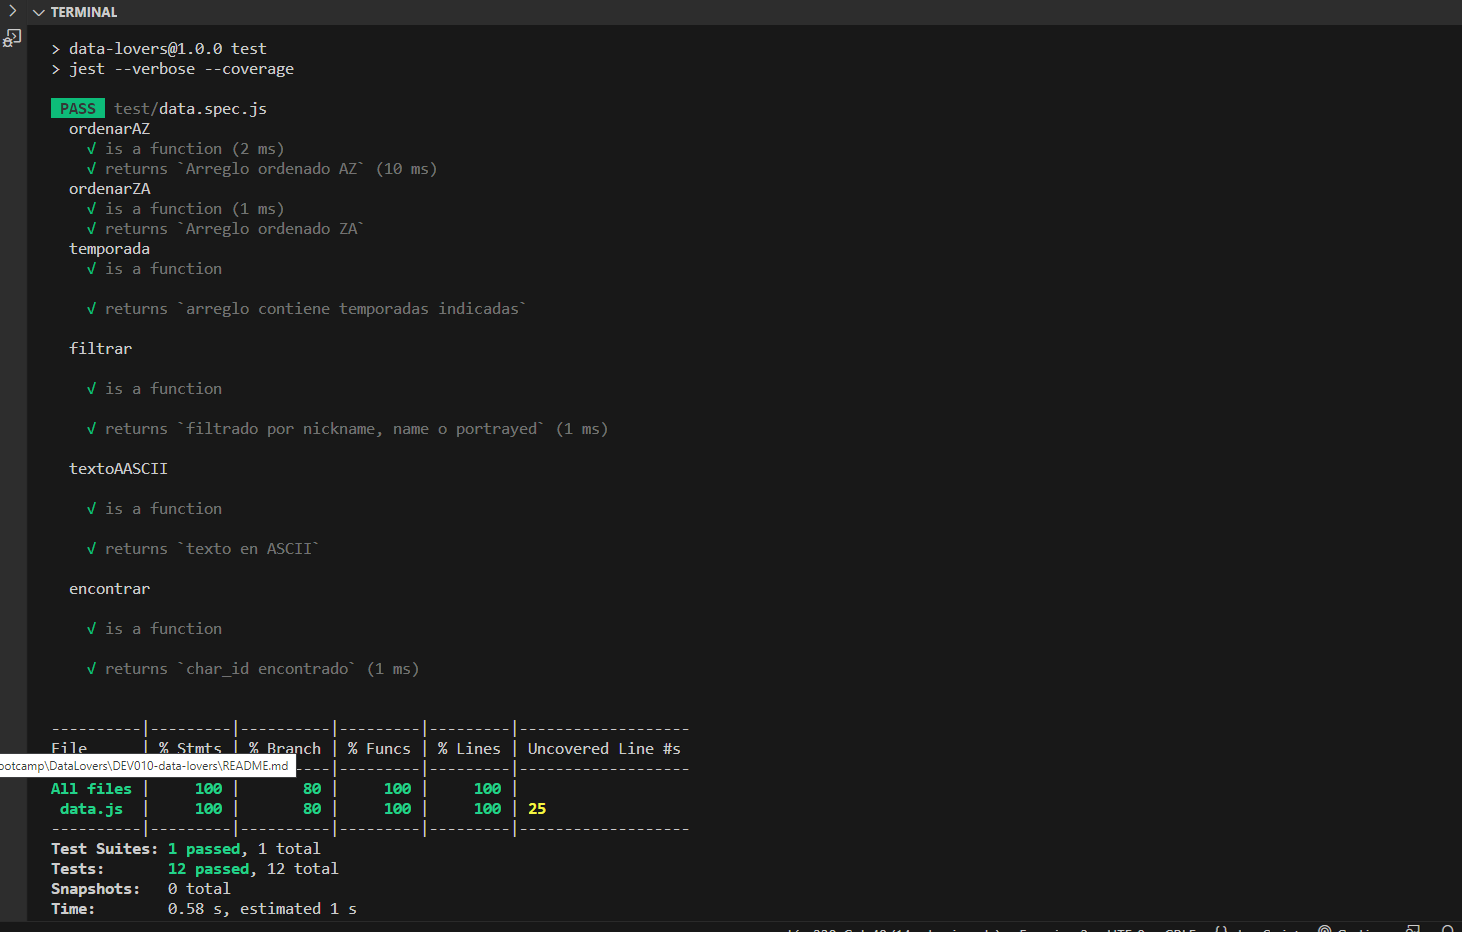 TERMINAL
> data-lovers@1.0.0 test
> jest --verbose --coverage
PASS test/data.spec.js
ordenarAZ
√ is a function (2 ms)
√ returns `Arreglo ordenado AZ` (10 ms)
ordenarZA
√ is a function (1 ms)
√ returns `Arreglo ordenado ZA`
temporada
√ is a function
√ returns `arreglo contiene temporadas indicadas`
filtrar
√ is a function
√ returns `filtrado por nickname, name o portrayed` (1 ms)
textoAASCII
√ is a function
√ returns `texto en ASCII`
encontrar
√ is a function
√ returns `char_id encontrado` (1 ms)
----------|---------|----------|---------|---------|-------------------
File | % Stmts | % Branch | % Funcs | % Lines | Uncovered Line #s
ootcamp\DataLovers\DEV010-data-lovers\README.md ----|---------|---------|-------------------
All files | 100 | 80 | 100 | 100 |
data.js | 100 | 80 | 100 | 100 | 25
----------|---------|----------|---------|---------|-------------------
Test Suites: 1 passed, 1 total
Tests: 12 passed, 12 total
Snapshots: 0 total
Time: 0.58 s, estimated 1 s